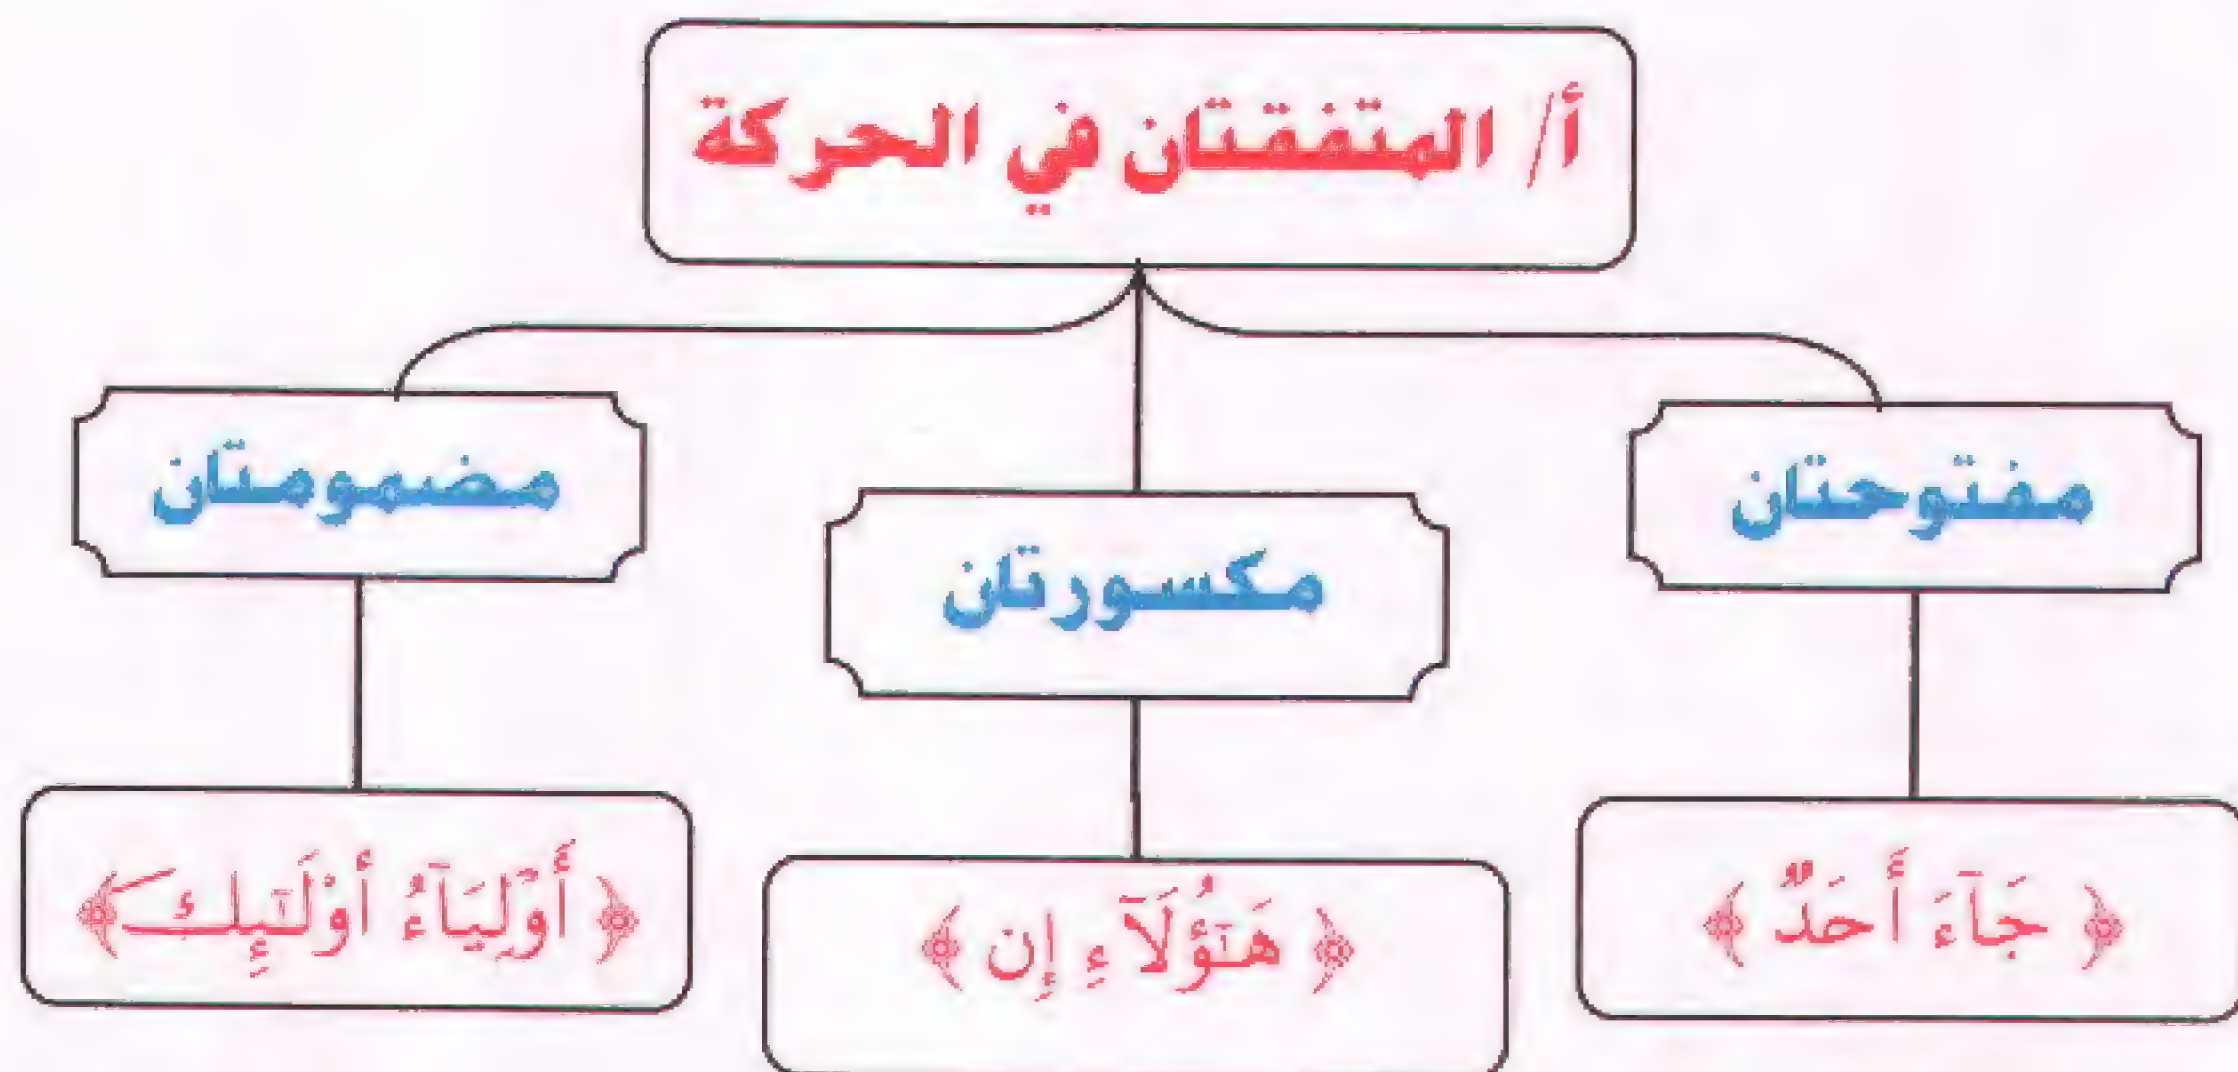 أ/ المتفقتان في الحركة
مفتوحتان
مكسورتان
مضمومتان
﴿ جَآءَ أَحَدٌ ﴾
﴿ هَـٰٓؤُلَآءِ إِن ﴾
﴿ أَوْلِيَآءُ أُوْلَـٰٓئِكَ ﴾